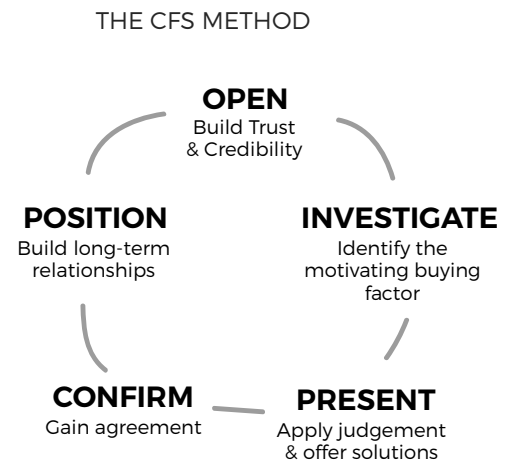 THE CFS METHOD
OPEN
Build Trust
& Credibility
INVESTIGATE
Identify the
motivating buying
factor
PRESENT
Apply judgement
& offer solutions
CONFIRM
Gain agreement
POSITION
Build long-term
relationships